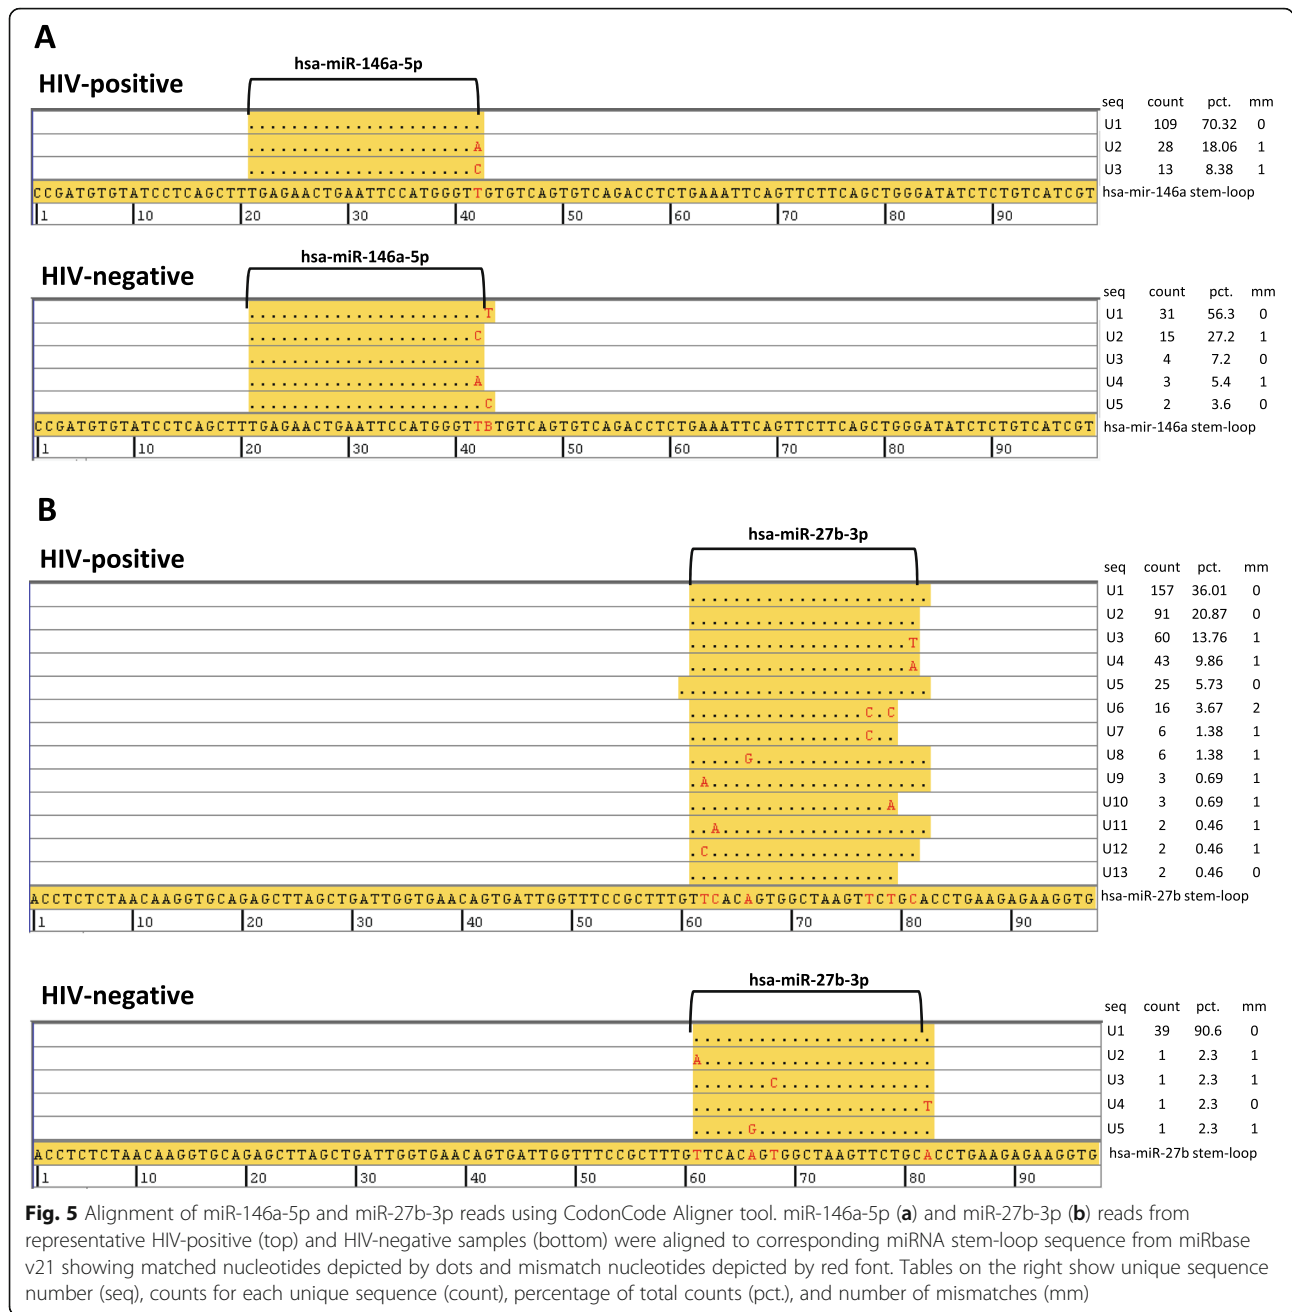 A
hsa-miR-146a-5p
HIV-positive
seq count pct. mm
U1 109 70.32 0
A U2 28 18.06 1
C U3 13 8.38 1
CCGATGTGTATCCTCAGCTTTGAGAACTGAATTCCATGGGTTGTGTCAGTGTCAGACCTCTGAAATTCAGTTCTTCAGCTGGGATATCTCTGTCATCGT hsa-mir-146a stem-loop
1 10 20 30 40 50 60 70 80 90
hsa-miR-146a-5p
HIV-negative
seq count pct. mm
T U1 31 56.3 0
C U2 15 27.2 1
U3 4 7.2 0
A U4 3 5.4 1
C U5 2 3.6 0
CCGATGTGTATCCTCAGCTTTGAGAACTGAATTCCATGGGTTBTGTCAGTGTCAGACCTCTGAAATTCAGTTCTTCAGCTGGGATATCTCTGTCATCGT hsa-mir-146a stem-loop
1 10 20 30 40 50 60 70 80 90
B
hsa-miR-27b-3p
HIV-positive
seq count pct. mm
U1 157 36.01 0
U2 91 20.87 0
T U3 60 13.76 1
A U4 43 9.86 1
U5 25 5.73 0
C.C U6 16 3.67 2
C U7 6 1.38 1
G U8 6 1.38 1
A U9 3 0.69 1
A U10 3 0.69 1
A U11 2 0.46 1
C U12 2 0.46 1
U13 2 0.46 0
ACCTCTCTAACAAGGTGCAGAGCTTAGCTGATTGGTGAACAGTGATTGGTTTCCGCTTTGTTCACAGTGGCTAAGTTCTGCACCTGAAGAGAAGGTG hsa-miR-27b stem-loop
1 10 20 30 40 50 60 70 80 90
hsa-miR-27b-3p
HIV-negative
seq count pct. mm
U1 39 90.6 0
A U2 1 2.3 1
C U3 1 2.3 1
T U4 1 2.3 0
G U5 1 2.3 1
ACCTCTCTAACAAGGTGCAGAGCTTAGCTGATTGGTGAACAGTGATTGGTTTCCGCTTTGTTCACAGTGGCTAAGTTCTGCACCTGAAGAGAAGGTG hsa-miR-27b stem-loop
1 10 20 30 40 50 60 70 80 90
Fig. 5 Alignment of miR-146a-5p and miR-27b-3p reads using CodonCode Aligner tool. miR-146a-5p (a) and miR-27b-3p (b) reads from
representative HIV-positive (top) and HIV-negative samples (bottom) were aligned to corresponding miRNA stem-loop sequence from miRbase
v21 showing matched nucleotides depicted by dots and mismatch nucleotides depicted by red font. Tables on the right show unique sequence
number (seq), counts for each unique sequence (count), percentage of total counts (pct.), and number of mismatches (mm)